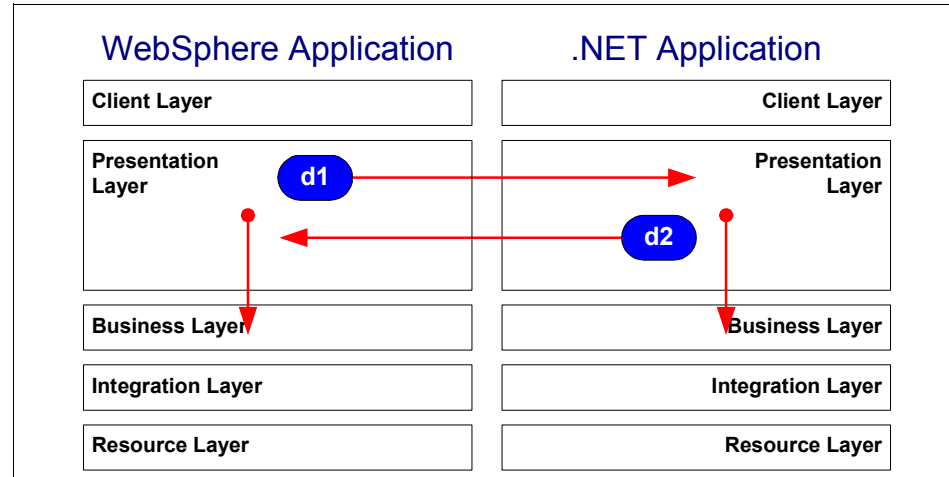 WebSphere Application
.NET Application
Client Layer
Client Layer
Presentation
Layer
d1
Presentation
Layer
d2
Business Layer
Business Layer
Integration Layer
Integration Layer
Resource Layer
Resource Layer